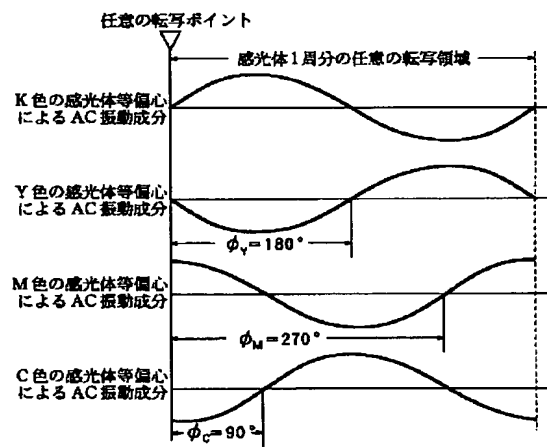 任意の転写ポイント
感光体1周分の任意の転写領域
K色の感光体等偏心
によるAC振動成分
Y色の感光体等偏心
によるAC振動成分
φY=180°
M色の感光体等偏心
によるAC振動成分
φM=270°
C色の感光体等偏心
によるAC振動成分
φC=90°